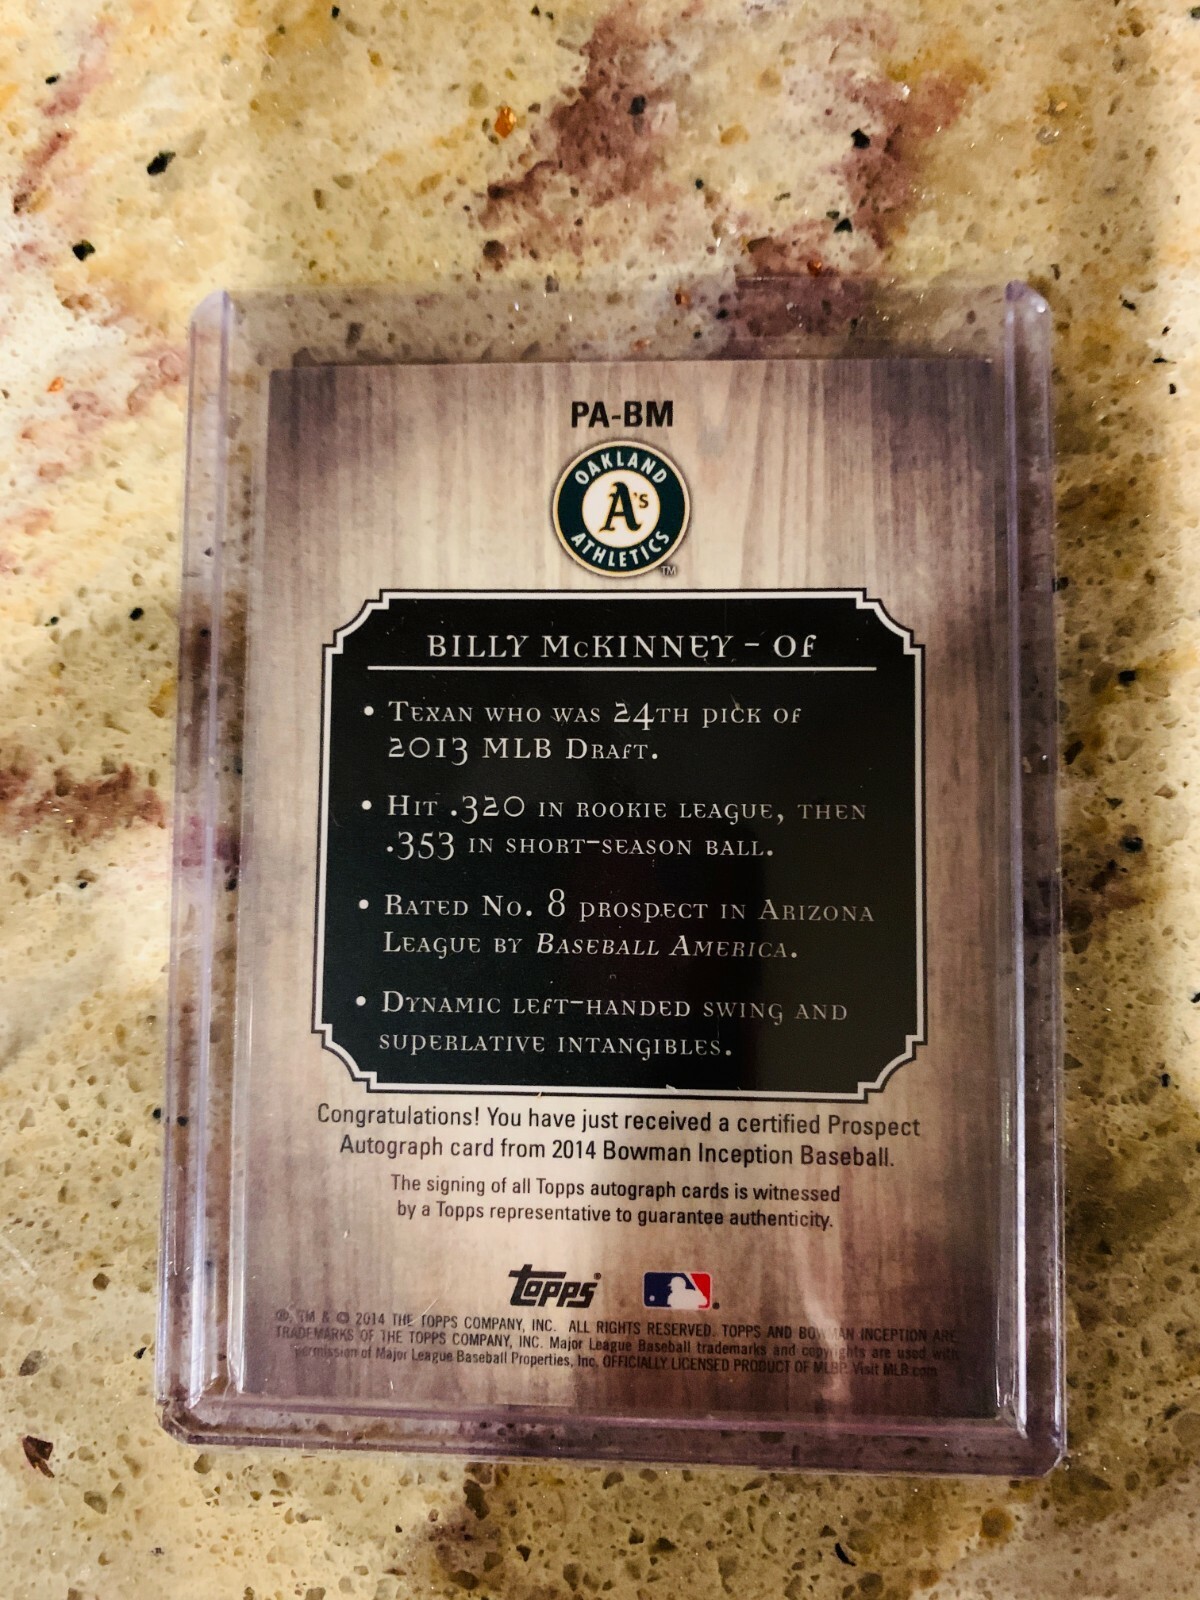 PA-BM
OAKLAND
A's
ATHLETICS
TM
BILLY McKINNEY - OF
• TEXAN WHO WAS 24TH PICK OF
2013 MLB DRAFT.
• HIT .320 IN ROOKIE LEAGUE, THEN
.353 IN SHORT-SEASON BALL.
• RATED NO. 8 PROSPECT IN ARIZONA
LEAGUE BY BASEBALL AMERICA.
• DYNAMIC LEFT-HANDED SWING AND
SUPERLATIVE INTANGIBLES.
Congratulations! You have just received a certified Prospect
Autograph card from 2014 Bowman Inception Baseball.
The signing of all Topps autograph cards is witnessed
by a Topps representative to guarantee authenticity.
Topps®
®, TM & © 2014 THE TOPPS COMPANY, INC. ALL RIGHTS RESERVED. TOPPS AND BOWMAN INCEPTION ARE
TRADEMARKS OF THE TOPPS COMPANY, INC. Major League Baseball trademarks and copyrights are used with
permission of Major League Baseball Properties, Inc. OFFICIALLY LICENSED PRODUCT OF MLBP. Visit MLB.com